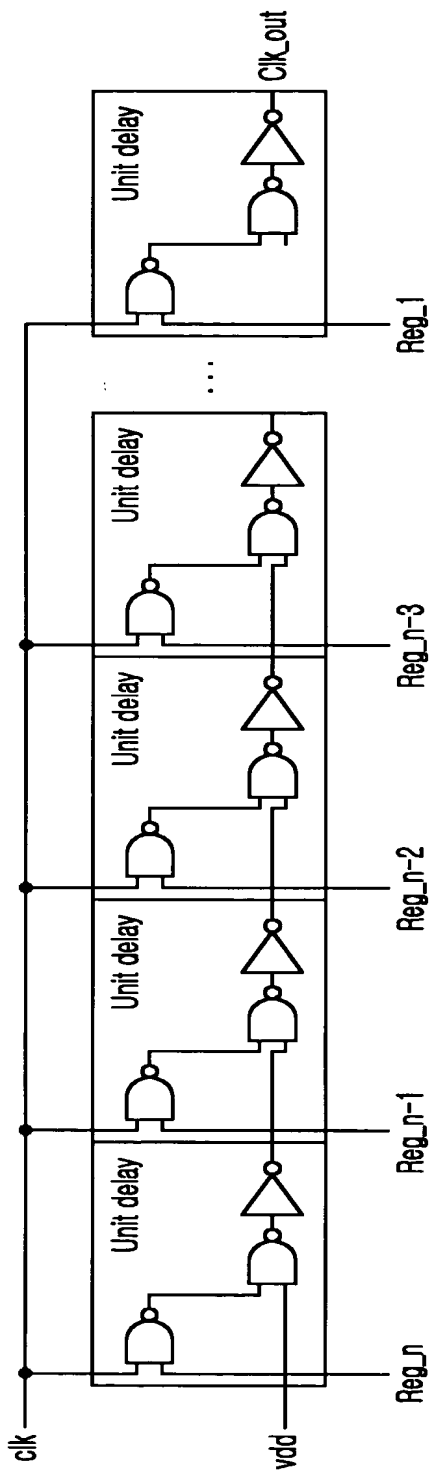 clk
vdd
Unit delay
Unit delay
Unit delay
Unit delay
...
Unit delay
Clk_out
Reg_n
Reg_n-1
Reg_n-2
Reg_n-3
Reg_1